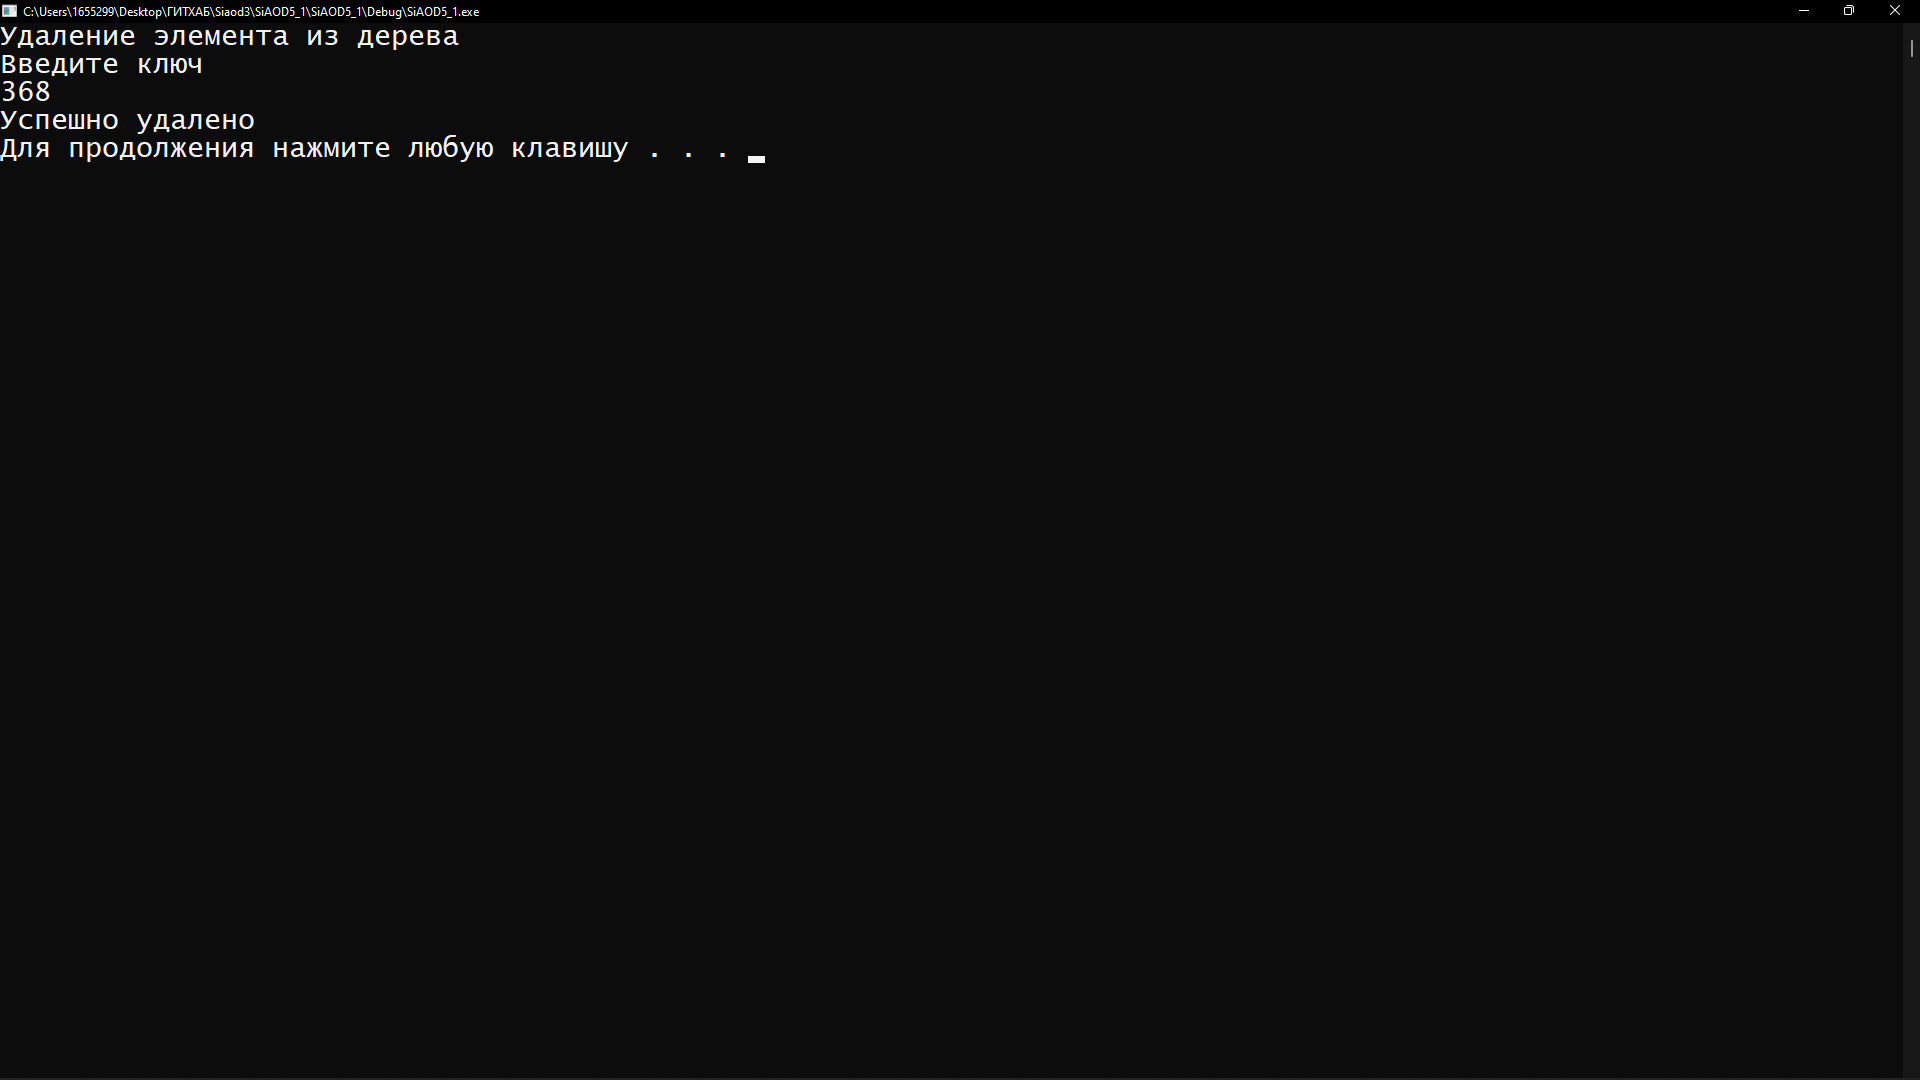 C:\Users\1655299\Desktop\ГИТХАБ\Siaod3\SiAOD5_1\SiAOD5_1\Debug\SiAOD5_1.exe
Удаление элемента из дерева
Введите ключ
368
Успешно удалено
Для продолжения нажмите любую клавишу . . .